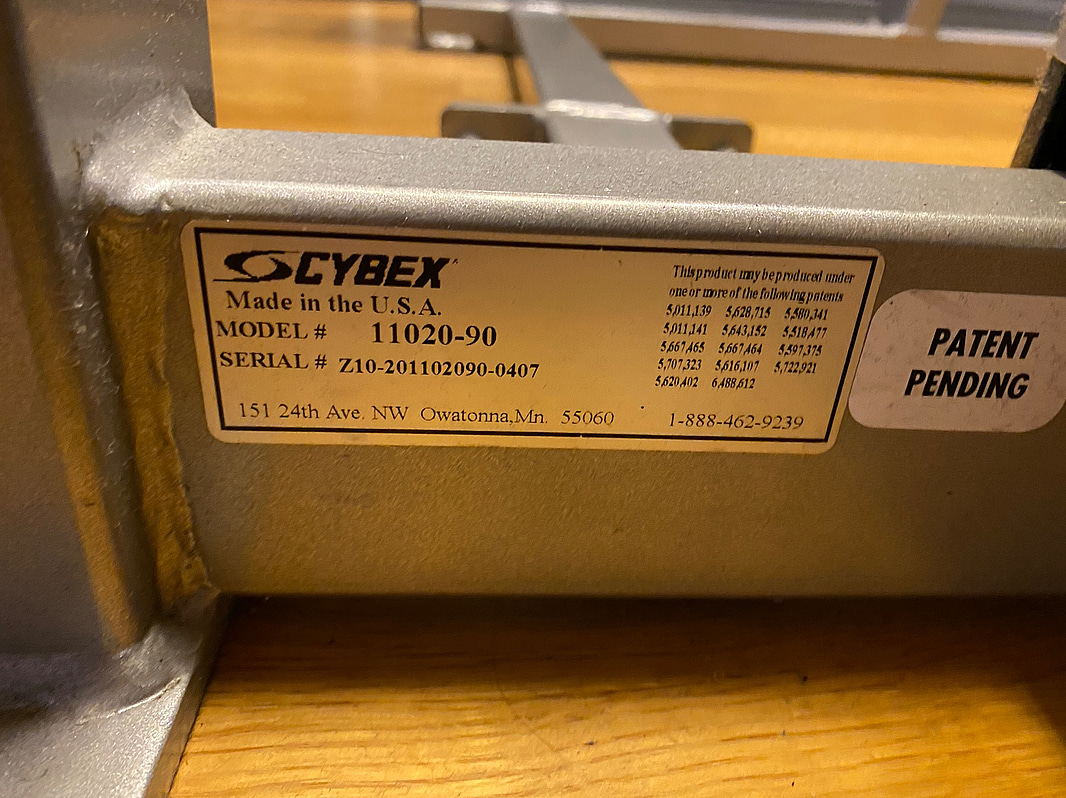 CYBEX
Made in the U.S.A.
MODEL # 11020-90
SERIAL # Z10-201102090-0407
151 24th Ave. NW Owatonna,Mn. 55060
This product may be produced under
one or more of the following patents
5,011,139 5,628,715 5,580,341
5,011,141 5,643,152 5,518,477
5,667,465 5,667,464 5,597,375
5,707,323 5,616,107 5,722,921
5,620,402 6,488,612
1-888-462-9239
PATENT
PENDING